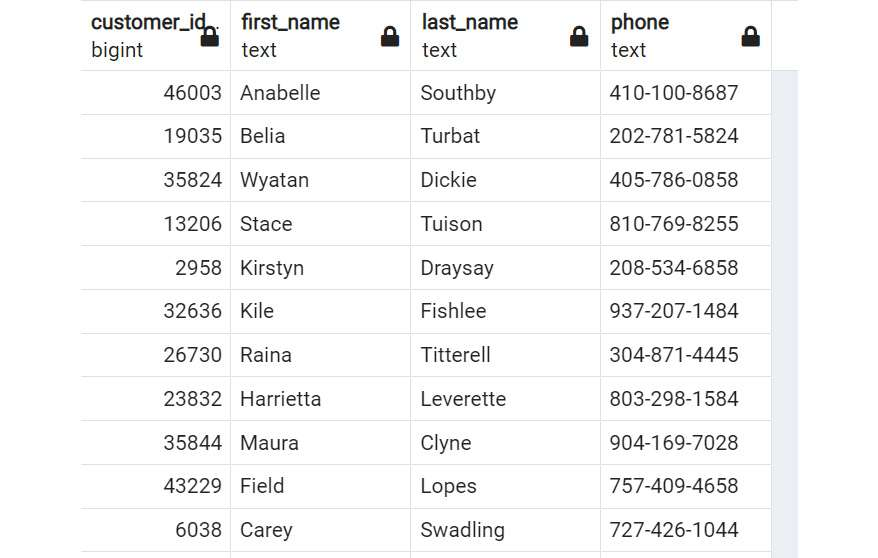 customer_id first_name last_name phone
bigint text text text
46003 Anabelle Southby 410-100-8687
19035 Belia Turbat 202-781-5824
35824 Wyatan Dickie 405-786-0858
13206 Stace Tuison 810-769-8255
2958 Kirstyn Draysay 208-534-6858
32636 Kile Fishlee 937-207-1484
26730 Raina Titterell 304-871-4445
23832 Harrietta Leverette 803-298-1584
35844 Maura Clyne 904-169-7028
43229 Field Lopes 757-409-4658
6038 Carey Swadling 727-426-1044